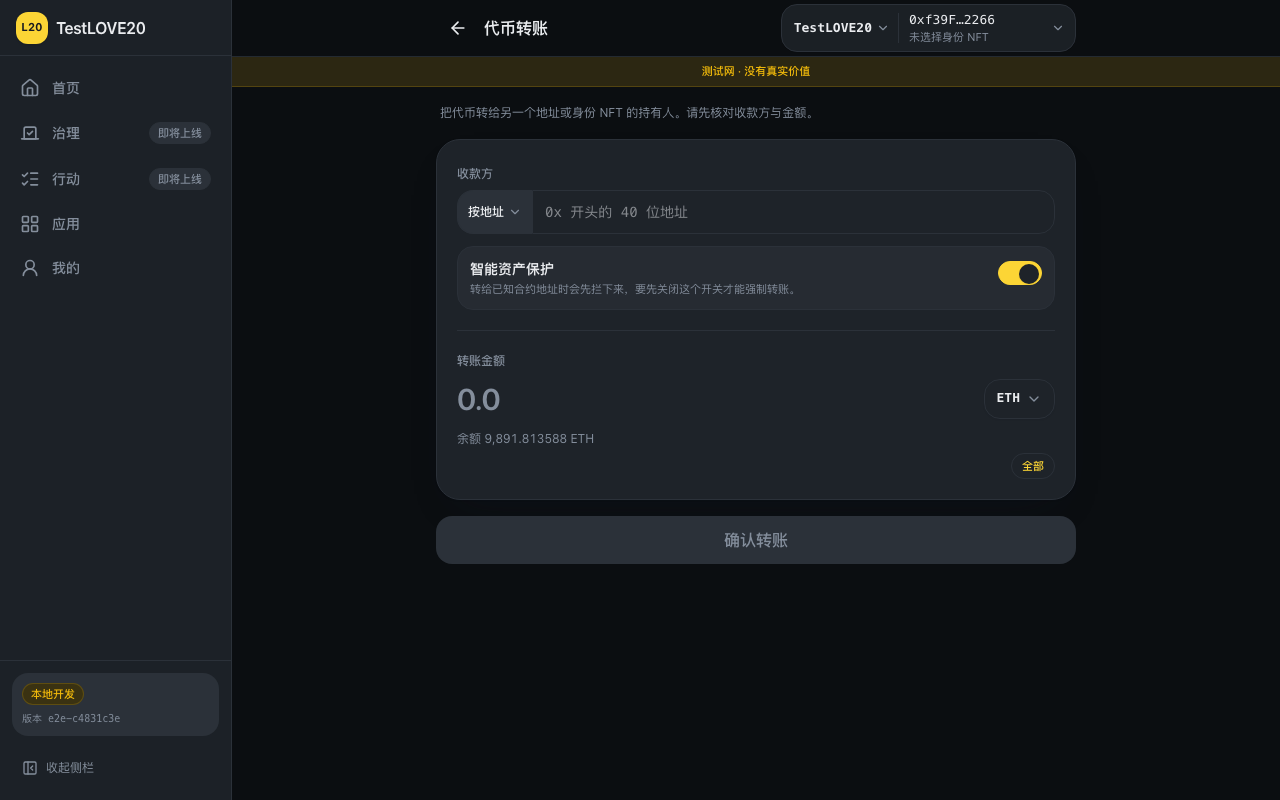 L20 TestLOVE20
首页
治理 即将上线
行动 即将上线
应用
我的
本地开发
版本 e2e-c4831c3e
收起侧栏
代币转账
TestLOVE20
0xf39F…2266
未选择身份 NFT
测试网 · 没有真实价值
把代币转给另一个地址或身份 NFT 的持有人。请先核对收款方与金额。
收款方
按地址 0x 开头的 40 位地址
智能资产保护
转给已知合约地址时会先拦下来，要先关闭这个开关才能强制转账。
转账金额
0.0 ETH
余额 9,891.813588 ETH
全部
确认转账